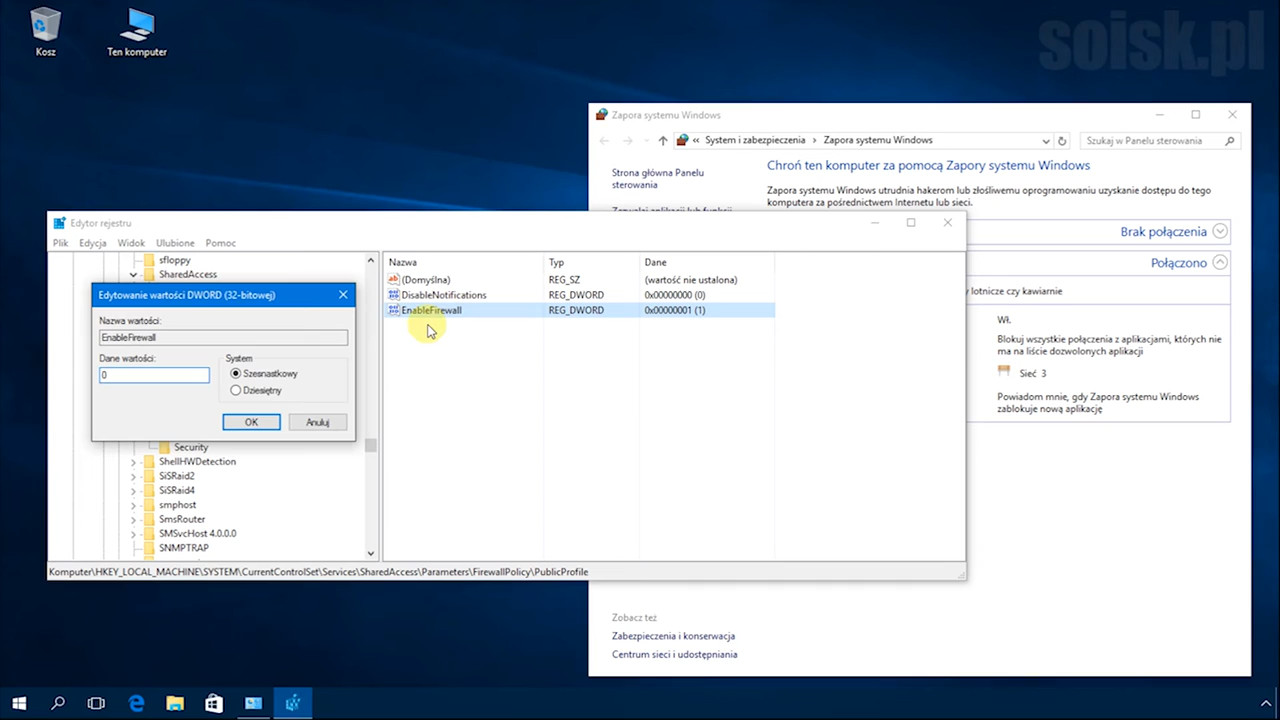 Kosz
Ten komputer
soisk.pl
Zapora systemu Windows
« System i zabezpieczenia › Zapora systemu Windows
Szukaj w Panelu sterowania
Strona główna Panelu
sterowania
Chroń ten komputer za pomocą Zapory systemu Windows
Zapora systemu Windows utrudnia hakerom lub złośliwemu oprogramowaniu uzyskanie dostępu do tego
komputera za pośrednictwem Internetu lub sieci.
Brak połączenia
Połączono
lotnicze czy kawiarnie
Wł.
Blokuj wszystkie połączenia z aplikacjami, których nie
ma na liście dozwolonych aplikacji
Sieć 3
Powiadom mnie, gdy Zapora systemu Windows
zablokuje nową aplikację
Zobacz też
Zabezpieczenia i konserwacja
Centrum sieci i udostępniania
Edytor rejestru
Plik Edycja Widok Ulubione Pomoc
sfloppy
SharedAccess
Security
ShellHWDetection
SiSRaid2
SiSRaid4
smphost
SmsRouter
SMSvcHost 4.0.0.0
SNMPTRAP
Nazwa Typ Dane
(Domyślna) REG_SZ (wartość nie ustalona)
DisableNotifications REG_DWORD 0x00000000 (0)
EnableFirewall REG_DWORD 0x00000001 (1)
Komputer\HKEY_LOCAL_MACHINE\SYSTEM\CurrentControlSet\Services\SharedAccess\Parameters\FirewallPolicy\PublicProfile
Edytowanie wartości DWORD (32-bitowej)
Nazwa wartości:
EnableFirewall
Dane wartości:
0
System
Szesnastkowy
Dziesiętny
OK
Anuluj